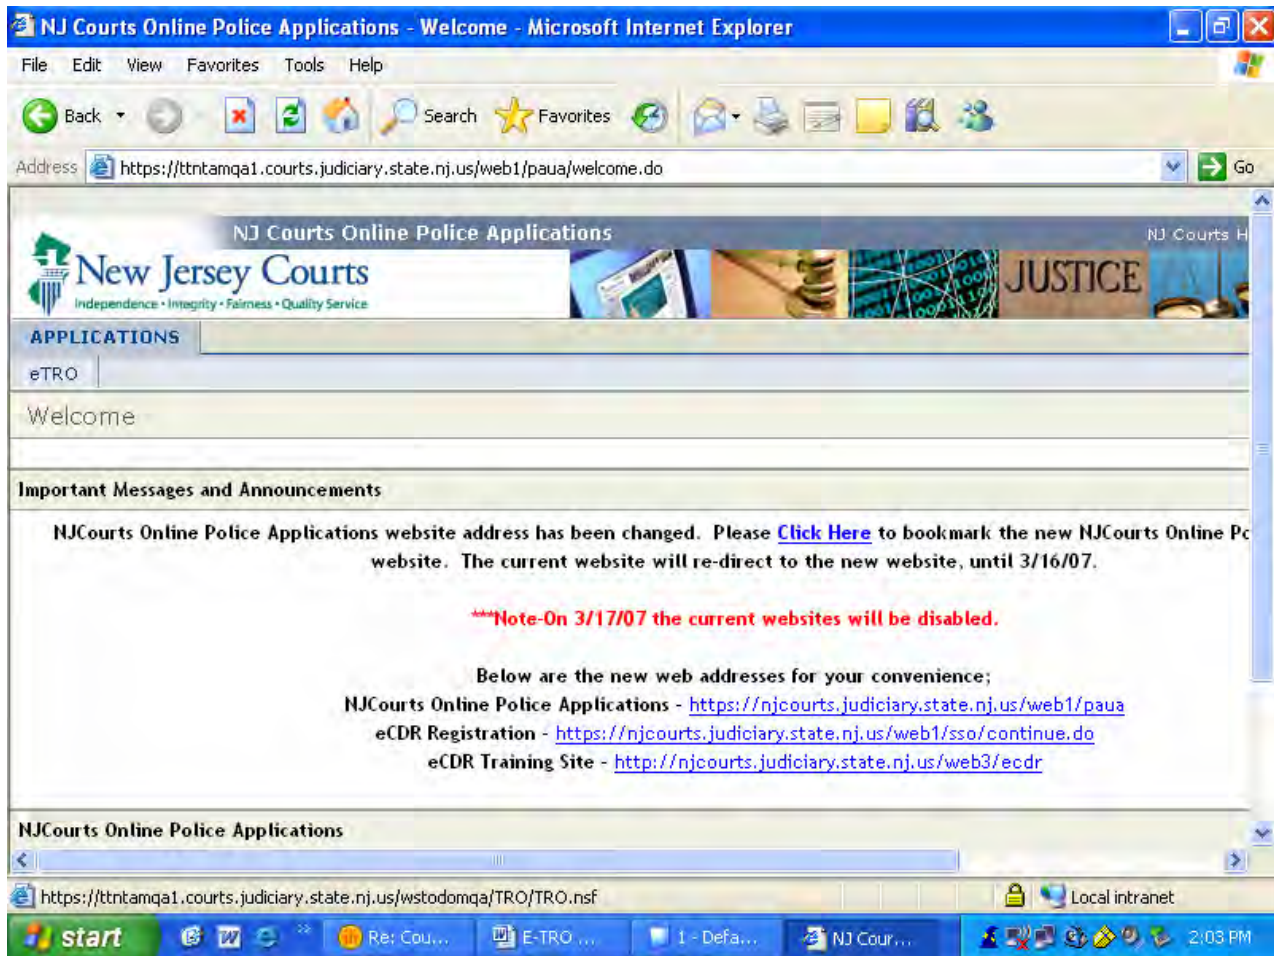 NJ Courts Online Police Applications - Welcome - Microsoft Internet Explorer
File Edit View Favorites Tools Help
Back Search Favorites
Address https://ttntamqa1.courts.judiciary.state.nj.us/web1/paua/welcome.do Go
NJ Courts Online Police Applications NJ Courts H
New Jersey Courts
Independence • Integrity • Fairness • Quality Service
JUSTICE
APPLICATIONS
eTRO
Welcome
Important Messages and Announcements
NJCourts Online Police Applications website address has been changed. Please Click Here to bookmark the new NJCourts Online Po
website. The current website will re-direct to the new website, until 3/16/07.
***Note-On 3/17/07 the current websites will be disabled.
Below are the new web addresses for your convenience;
NJCourts Online Police Applications - https://njcourts.judiciary.state.nj.us/web1/paua
eCDR Registration - https://njcourts.judiciary.state.nj.us/web1/sso/continue.do
eCDR Training Site - http://njcourts.judiciary.state.nj.us/web3/ecdr
NJCourts Online Police Applications
https://ttntamqa1.courts.judiciary.state.nj.us/wstodomqa/TRO/TRO.nsf Local intranet
start Re: Cou... E-TRO ... 1 - Defa... NJ Cour... 2:03 PM